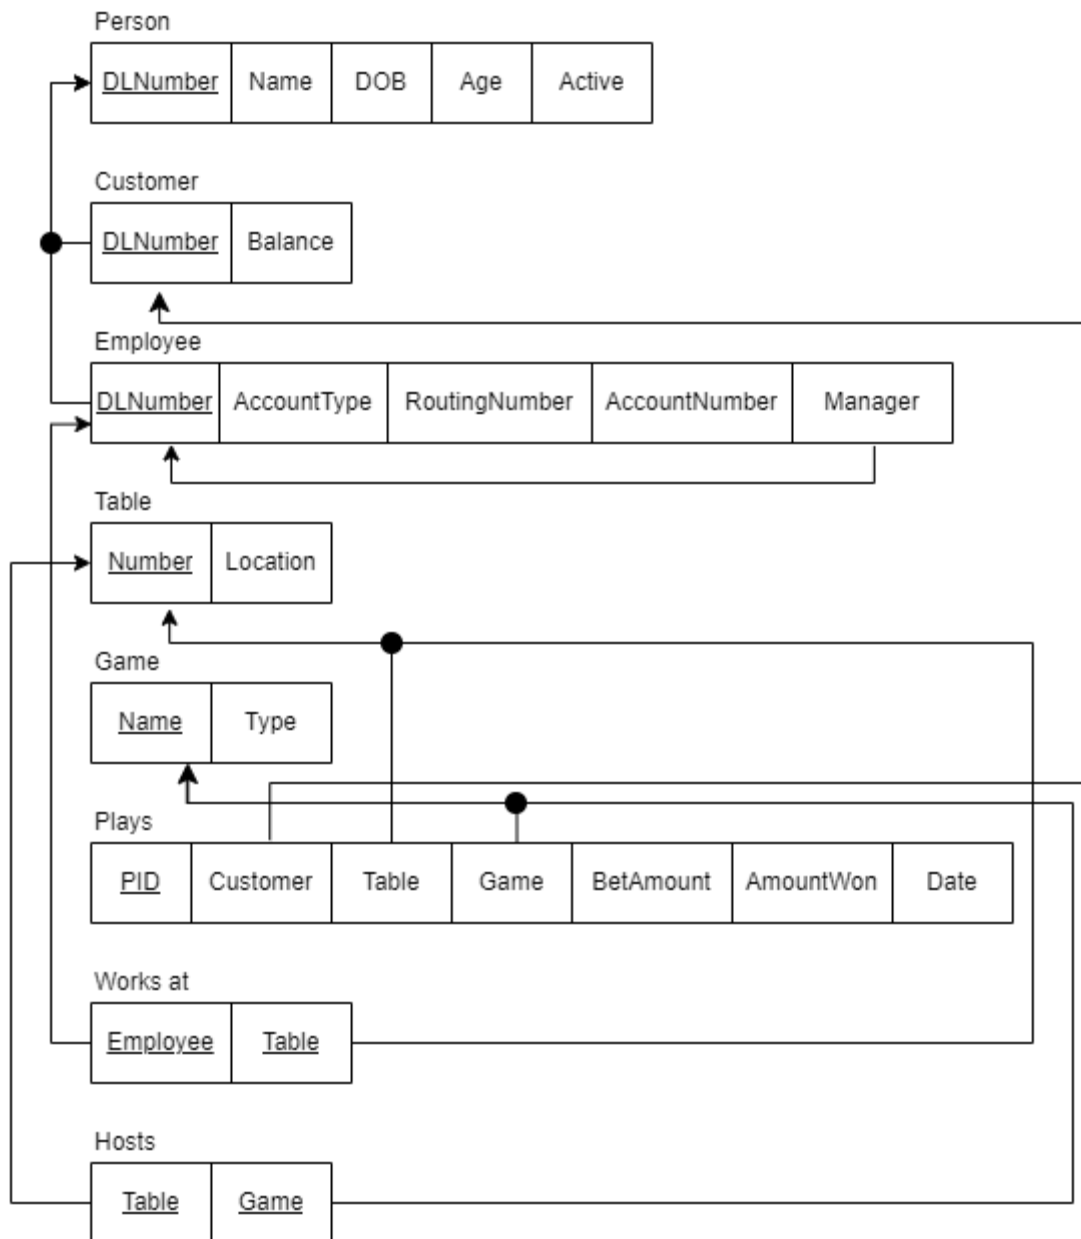 Person
DLNumber Name DOB Age Active
Customer
DLNumber Balance
Employee
DLNumber AccountType RoutingNumber AccountNumber Manager
Table
Number Location
Game
Name Type
Plays
PID Customer Table Game BetAmount AmountWon Date
Works at
Employee Table
Hosts
Table Game